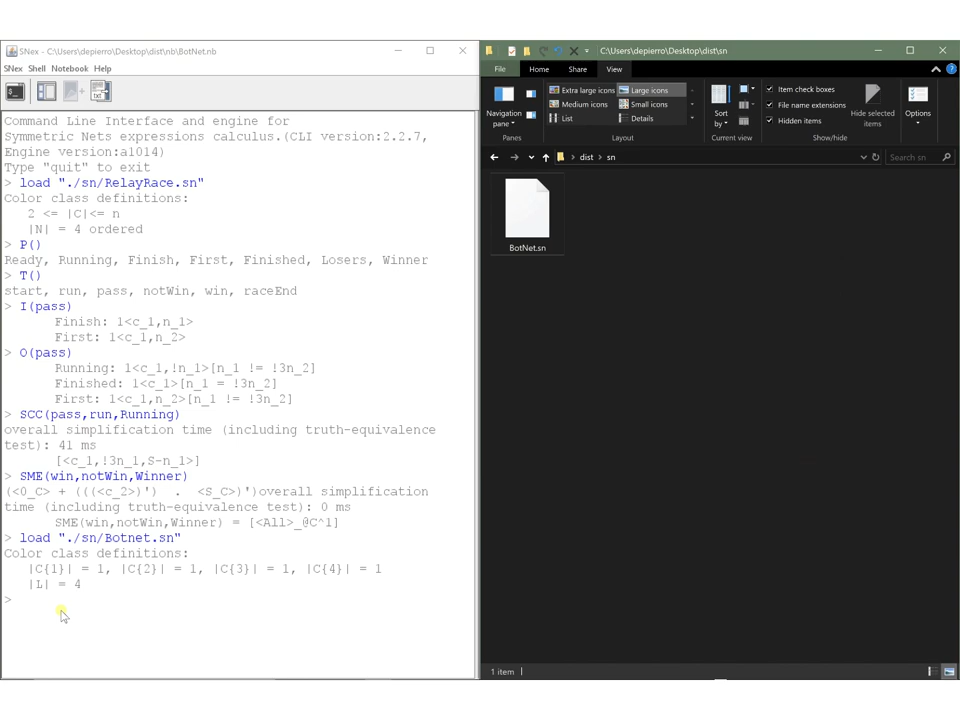 SNex - C:\Users\depierro\Desktop\dist\nb\BotNet.nb
SNex Shell Notebook Help
Command Line Interface and engine for
Symmetric Nets expressions calculus.(CLI version:2.2.7,
Engine version:a1014)
Type "quit" to exit
> load "./sn/RelayRace.sn"
Color class definitions:
2 <= |C|<= n
|N| = 4 ordered
> P()
Ready, Running, Finish, First, Finished, Losers, Winner
> T()
start, run, pass, notWin, win, raceEnd
> I(pass)
Finish: 1<c_1,n_1>
First: 1<c_1,n_2>
> O(pass)
Running: 1<c_1,!n_1>[n_1 != !3n_2]
Finished: 1<c_1>[n_1 = !3n_2]
First: 1<c_1,n_2>[n_1 != !3n_2]
> SCC(pass,run,Running)
overall simplification time (including truth-equivalence
test): 41 ms
[<c_1,!3n_1,S-n_1>]
> SME(win,notWin,Winner)
(<0_C> + (((<c_2>)') . <S_C>)')overall simplification
time (including truth-equivalence test): 0 ms
SME(win,notWin,Winner) = [<All>_@C^1]
> load "./sn/Botnet.sn"
Color class definitions:
|C{1}| = 1, |C{2}| = 1, |C{3}| = 1, |C{4}| = 1
|L| = 4
>
C:\Users\depierro\Desktop\dist\sn
File Home Share View
Navigation pane
Panes
Extra large icons Large icons
Medium icons Small icons
List Details
Layout
Sort by
Current view
Item check boxes
File name extensions
Hidden items
Hide selected items
Show/hide
Options
dist > sn
Search sn
BotNet.sn
1 item